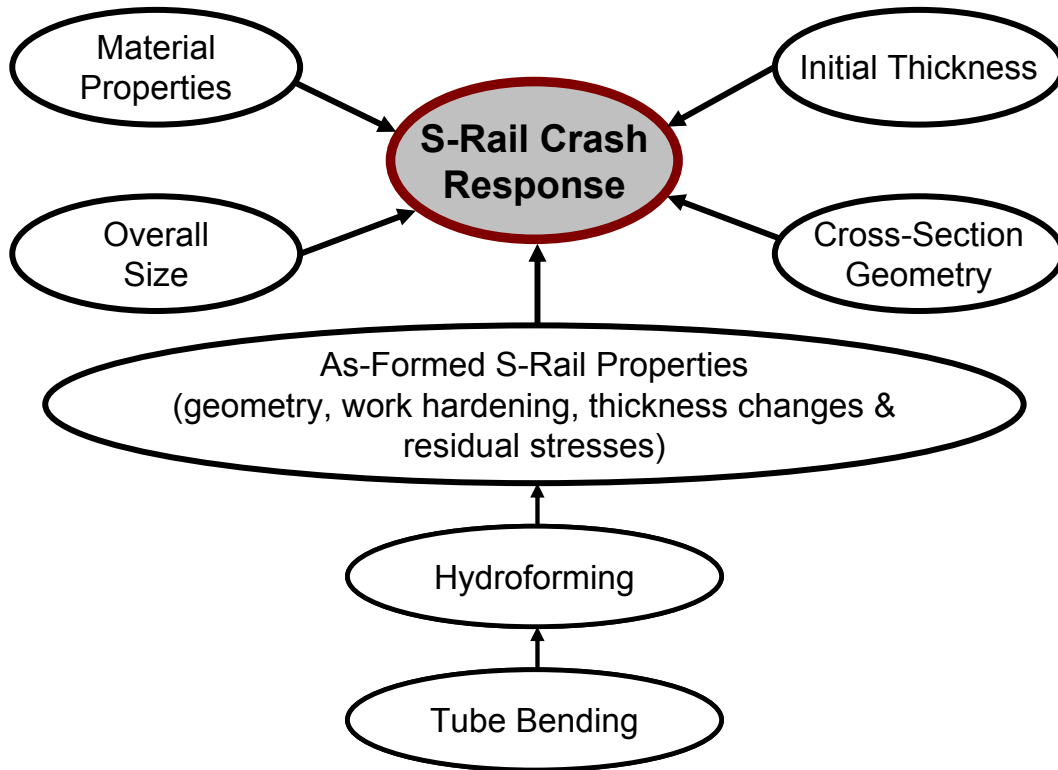 Material
Properties
Initial Thickness
S-Rail Crash
Response
Overall
Size
Cross-Section
Geometry
As-Formed S-Rail Properties
(geometry, work hardening, thickness changes &
residual stresses)
Hydroforming
Tube Bending